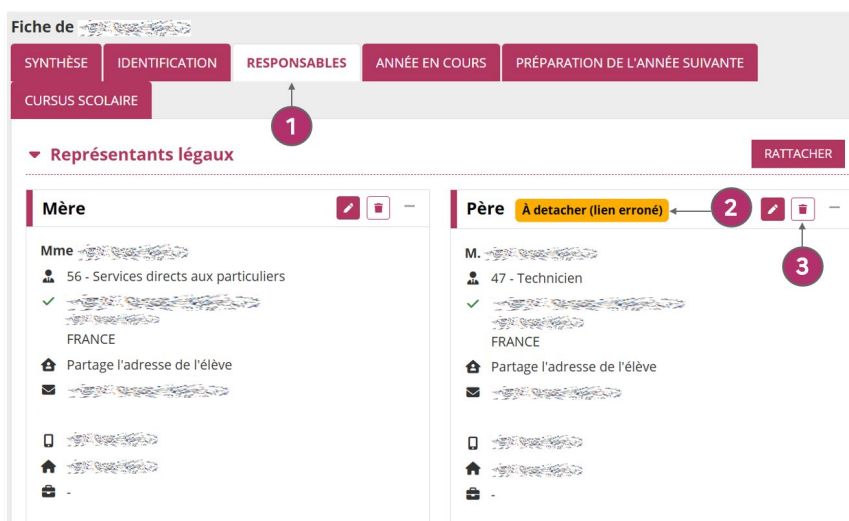 Fiche de
SYNTHÈSE IDENTIFICATION RESPONSABLES ANNÉE EN COURS PRÉPARATION DE L'ANNÉE SUIVANTE
CURSUS SCOLAIRE
1
Représentants légaux
RATTACHER
Mère
Mme
56 - Services directs aux particuliers
FRANCE
Partage l'adresse de l'élève
-
Père À detacher (lien erroné) 2
3
M.
47 - Technicien
FRANCE
Partage l'adresse de l'élève
-